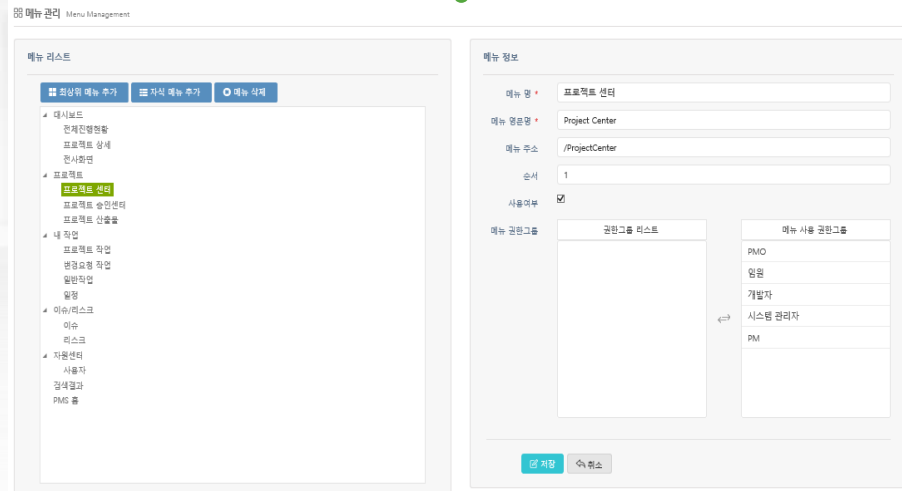 메뉴 관리 Menu Management
메뉴 리스트
최상위 메뉴 추가 자식 메뉴 추가 메뉴 삭제
대시보드
전체진행현황
프로젝트 상세
전사화면
프로젝트
프로젝트 센터
프로젝트 승인센터
프로젝트 산출물
내 작업
프로젝트 작업
변경요청 작업
일반작업
일정
이슈/리스크
이슈
리스크
자원센터
사용자
검색결과
PMS 홈
메뉴 정보
메뉴 명 * 프로젝트 센터
메뉴 영문명 * Project Center
메뉴 주소 /ProjectCenter
순서 1
사용여부
메뉴 권한그룹
권한그룹 리스트
메뉴 사용 권한그룹
PMO
임원
개발자
시스템 관리자
PM
저장 취소